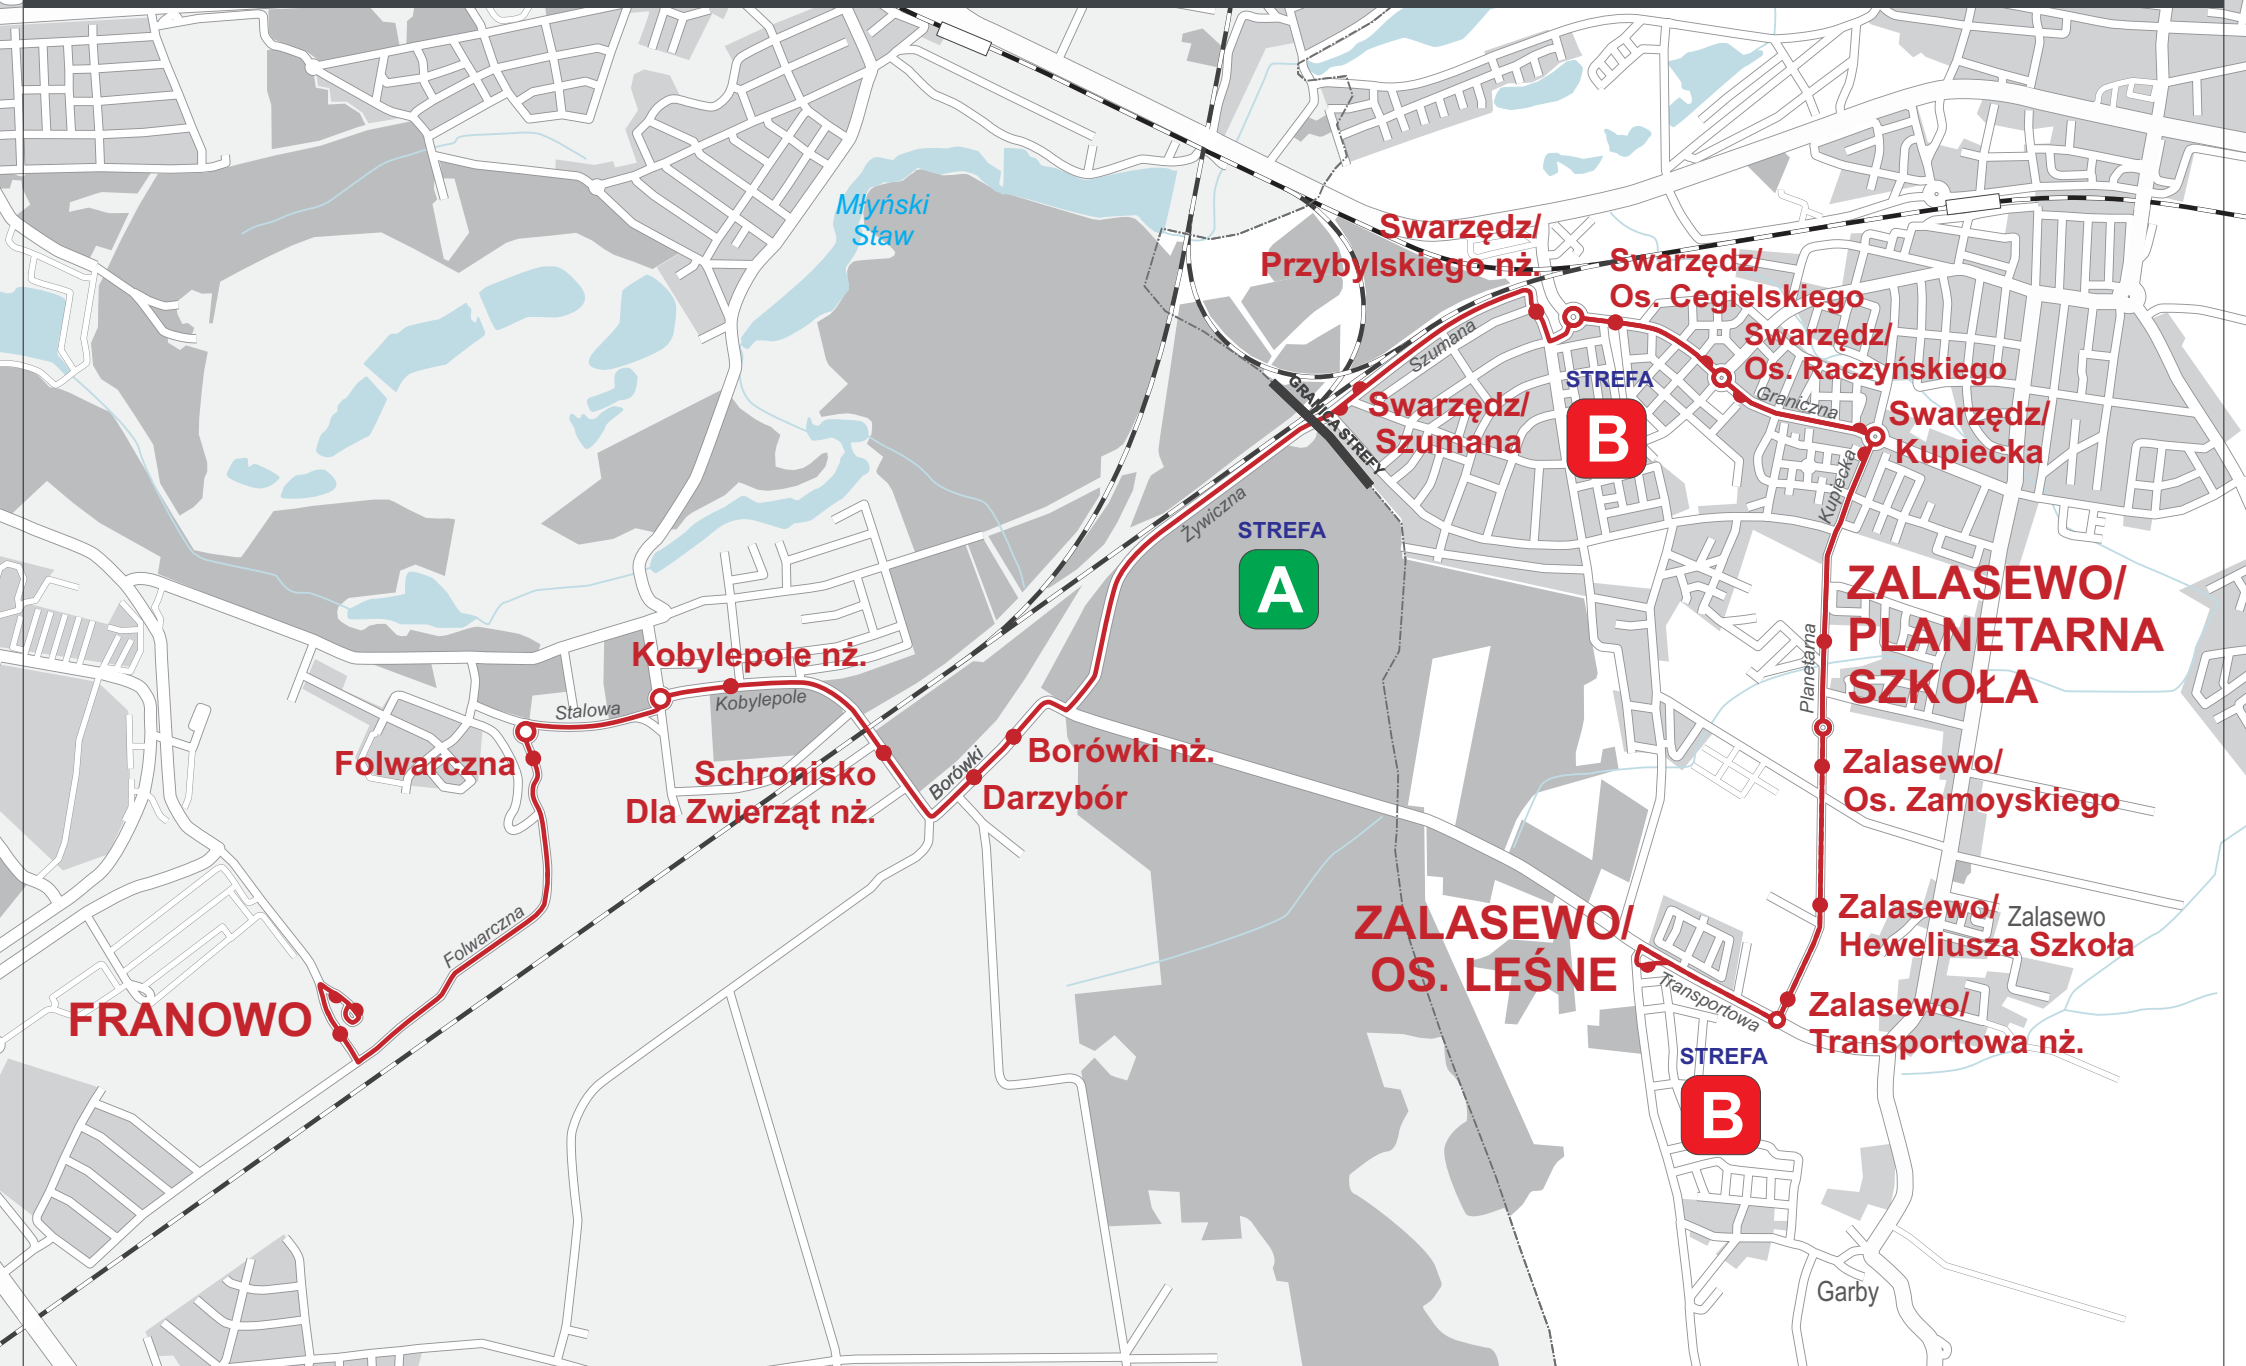 Młyński
Staw
Swarzędz/
Przybylskiego nż.
Swarzędz/
Os. Cegielskiego
Swarzędz/
Os. Raczyńskiego
Szumana
STREFA
B
Graniczna
GRANICA STREFY
Swarzędz/
Szumana
Swarzędz/
Kupiecka
Kupiecka
Żywiczna
STREFA
A
ZALASEWO/
PLANETARNA
SZKOŁA
Planetarna
Kobylepole nż.
Kobylepole
Stalowa
Folwarczna
Schronisko
Dla Zwierząt nż.
Borówki
Borówki nż.
Darzybór
Zalasewo/
Os. Zamoyskiego
Zalasewo/
Heweliusza Szkoła
Zalasewo
ZALASEWO/
OS. LEŚNE
Folwarczna
FRANOWO
Transportowa
Zalasewo/
Transportowa nż.
STREFA
B
Garby